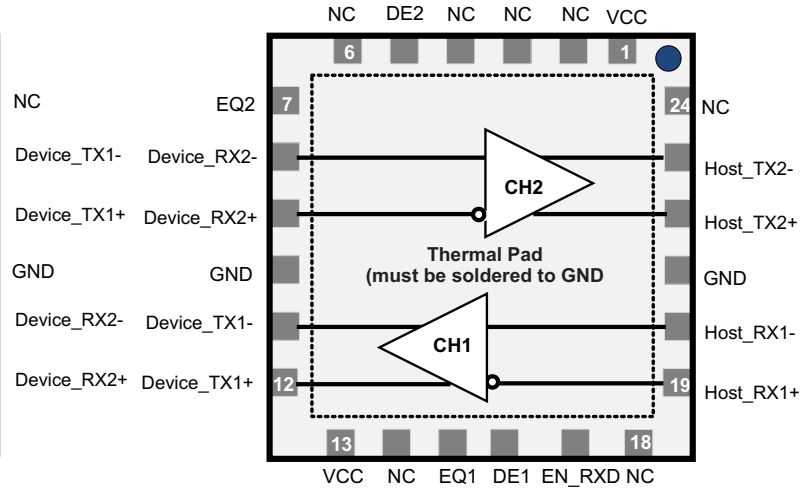 NC DE2 NC NC NC VCC
6 1
NC EQ2 7 24 NC
Device_TX1- Device_RX2- Host_TX2-
CH2
Device_TX1+ Device_RX2+ Host_TX2+
Thermal Pad
GND GND (must be soldered to GND GND
Device_RX2- Device_TX1- Host_RX1-
CH1
Device_RX2+ Device_TX1+ 12 19 Host_RX1+
13 18
VCC NC EQ1 DE1 EN_RXD NC